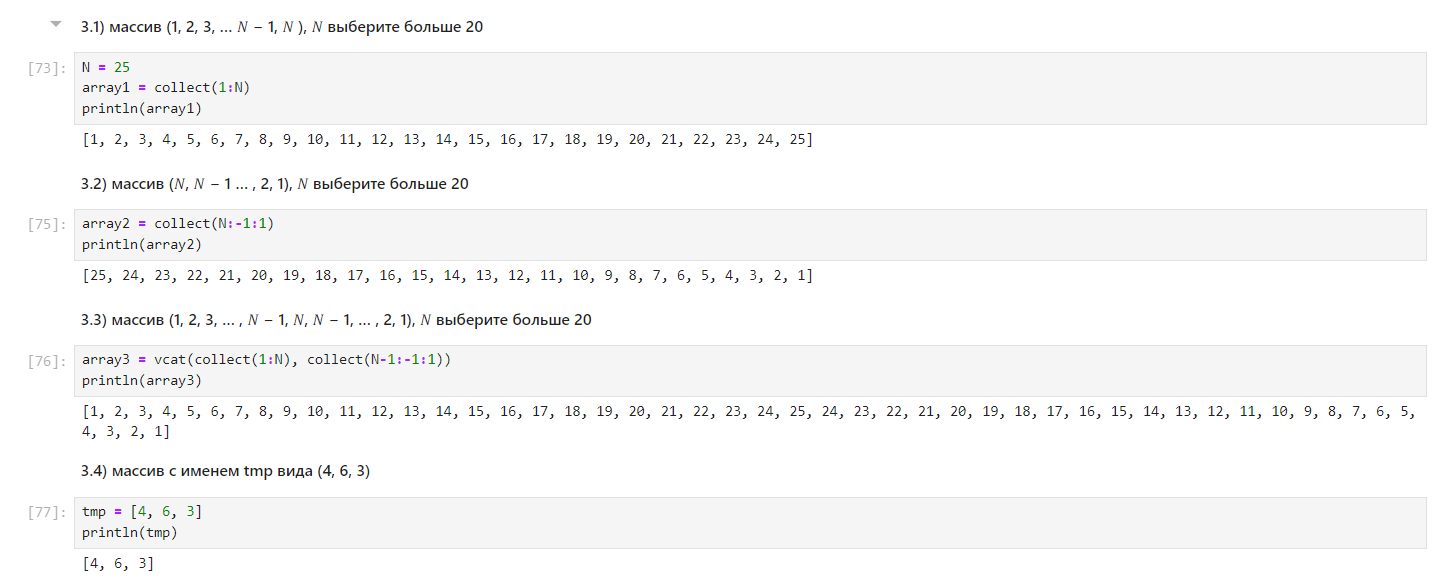 3.1) массив (1, 2, 3, ... N − 1, N ), N выберите больше 20
[73]: N = 25
array1 = collect(1:N)
println(array1)
[1, 2, 3, 4, 5, 6, 7, 8, 9, 10, 11, 12, 13, 14, 15, 16, 17, 18, 19, 20, 21, 22, 23, 24, 25]
3.2) массив (N, N − 1 ... , 2, 1), N выберите больше 20
[75]: array2 = collect(N:-1:1)
println(array2)
[25, 24, 23, 22, 21, 20, 19, 18, 17, 16, 15, 14, 13, 12, 11, 10, 9, 8, 7, 6, 5, 4, 3, 2, 1]
3.3) массив (1, 2, 3, ... , N − 1, N, N − 1, ... , 2, 1), N выберите больше 20
[76]: array3 = vcat(collect(1:N), collect(N-1:-1:1))
println(array3)
[1, 2, 3, 4, 5, 6, 7, 8, 9, 10, 11, 12, 13, 14, 15, 16, 17, 18, 19, 20, 21, 22, 23, 24, 25, 24, 23, 22, 21, 20, 19, 18, 17, 16, 15, 14, 13, 12, 11, 10, 9, 8, 7, 6, 5,
4, 3, 2, 1]
3.4) массив с именем tmp вида (4, 6, 3)
[77]: tmp = [4, 6, 3]
println(tmp)
[4, 6, 3]